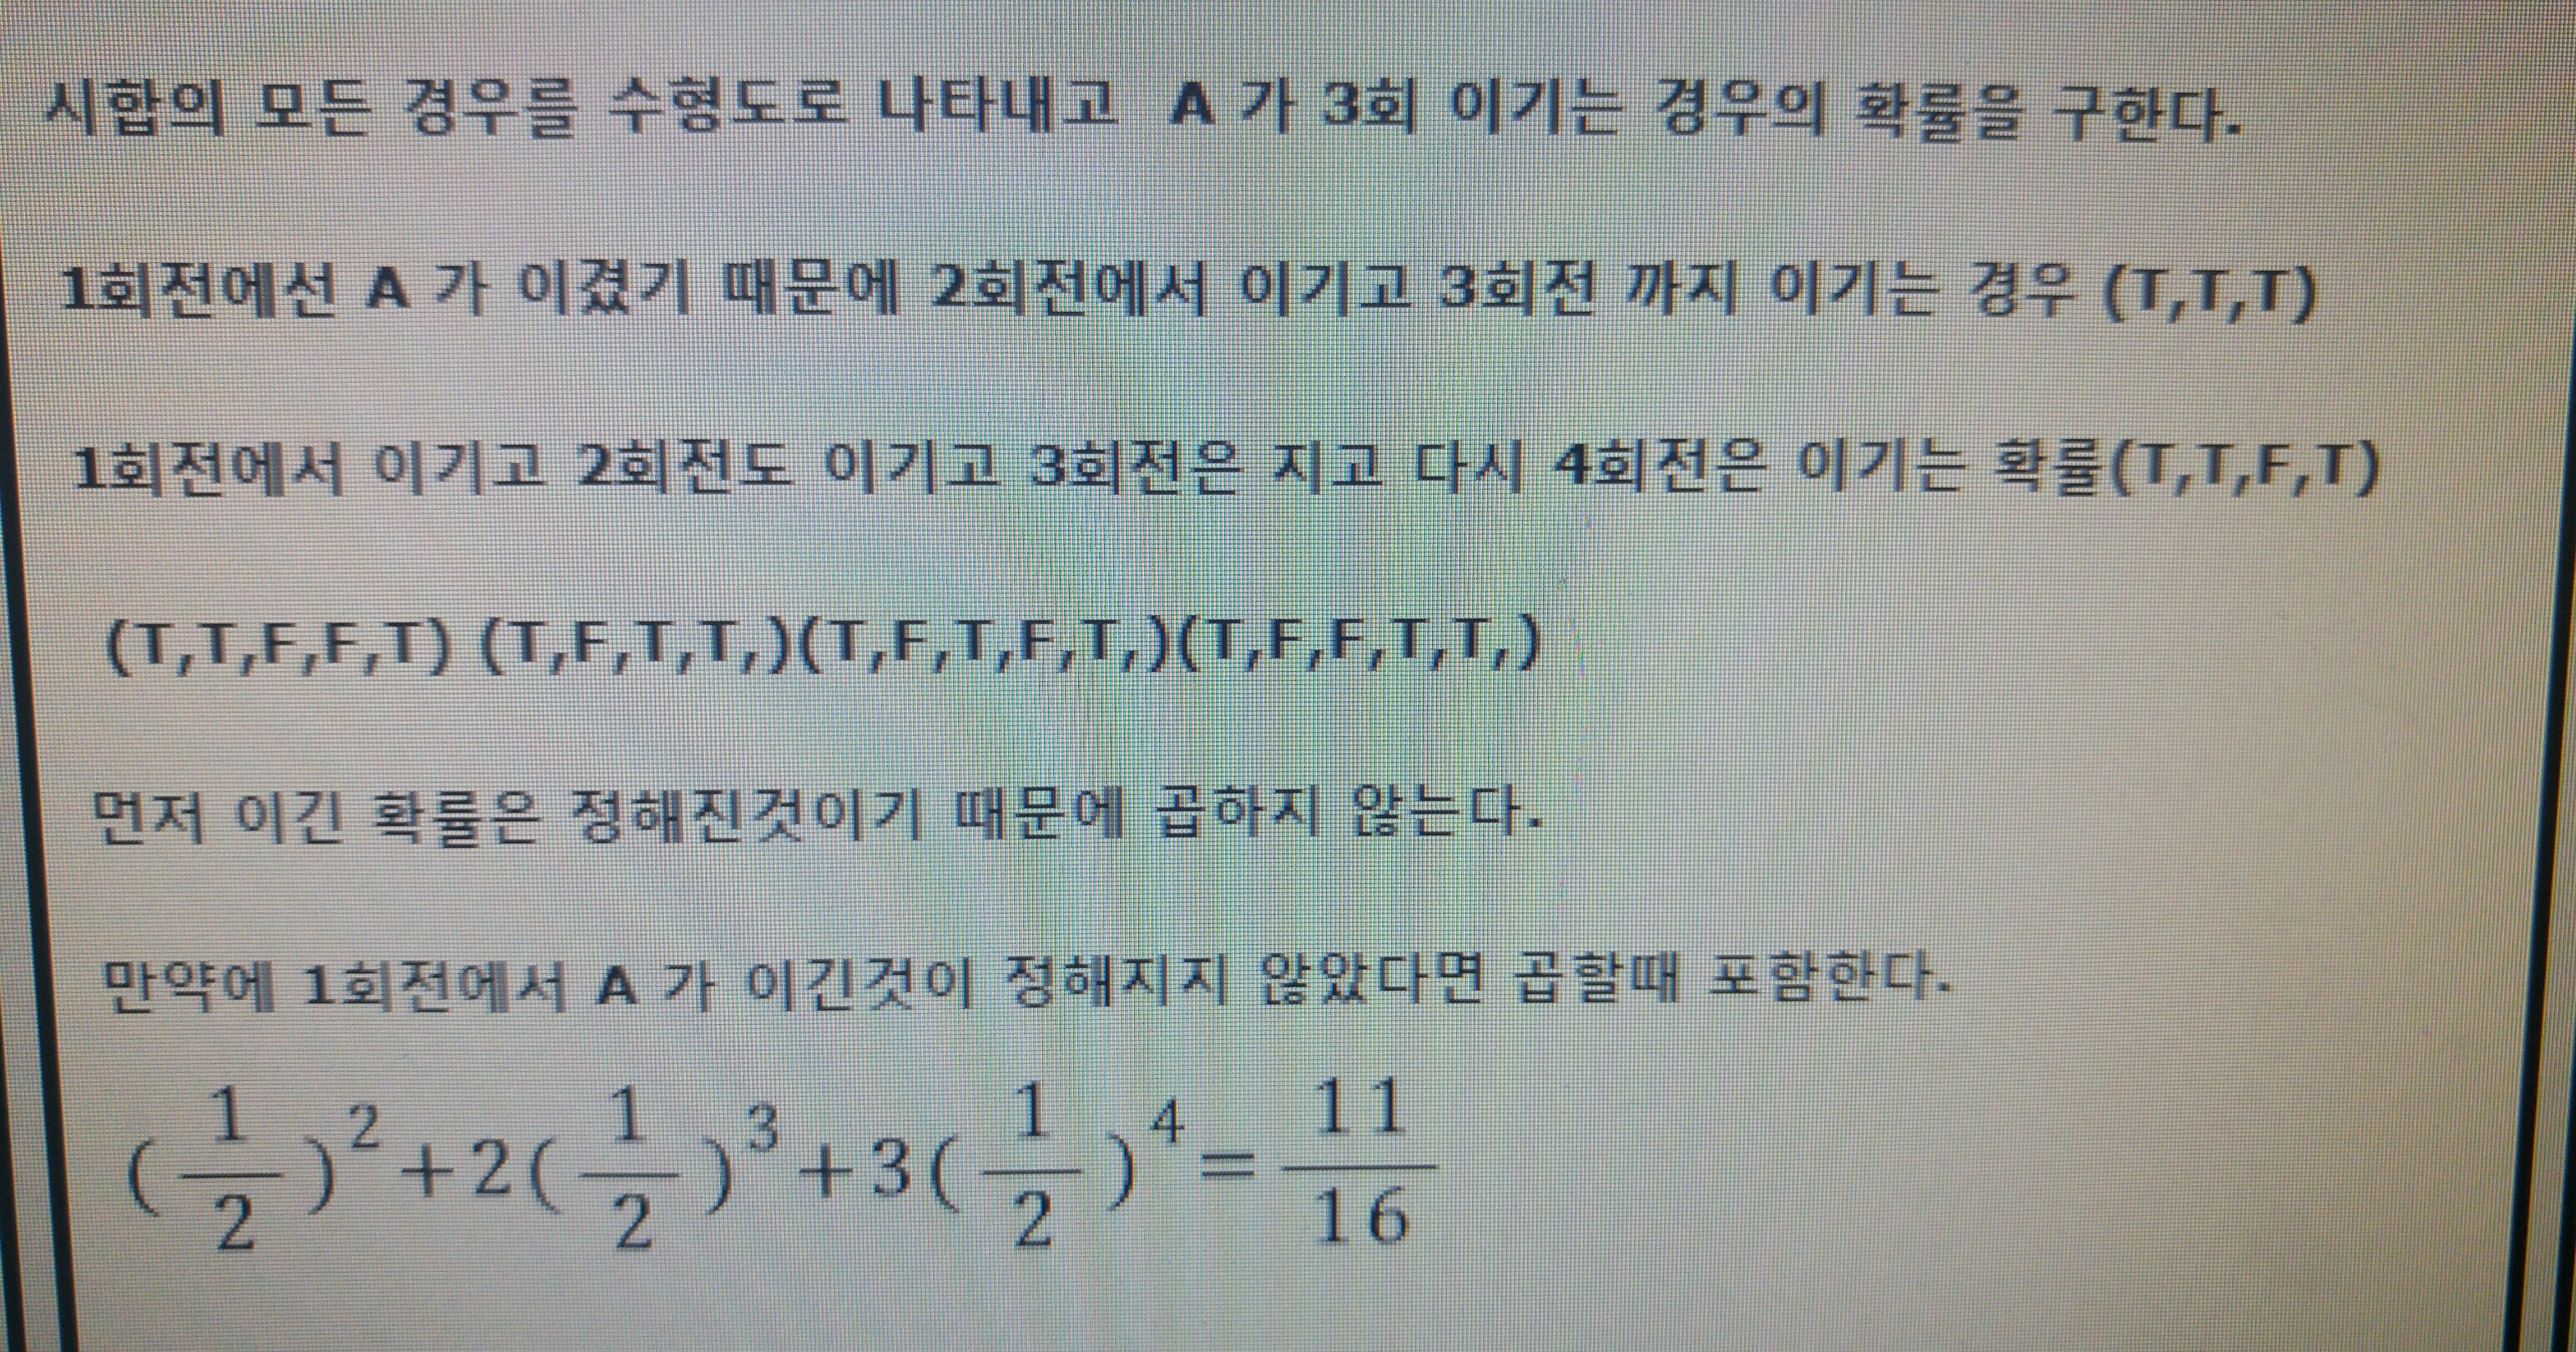 시합의 모든 경우를 수형도로 나타내고 A 가 3회 이기는 경우의 확률을 구한다.
1회전에선 A 가 이겼기 때문에 2회전에서 이기고 3회전 까지 이기는 경우 (T,T,T)
1회전에서 이기고 2회전도 이기고 3회전은 지고 다시 4회전은 이기는 확률(T,T,F,T)
(T,T,F,F,T) (T,F,T,T,)(T,F,T,F,T,)(T,F,F,T,T,)
먼저 이긴 확률은 정해진것이기 때문에 곱하지 않는다.
만약에 1회전에서 A 가 이긴것이 정해지지 않았다면 곱할때 포함한다.
(1/2)^2+2(1/2)^3+3(1/2)^4=11/16